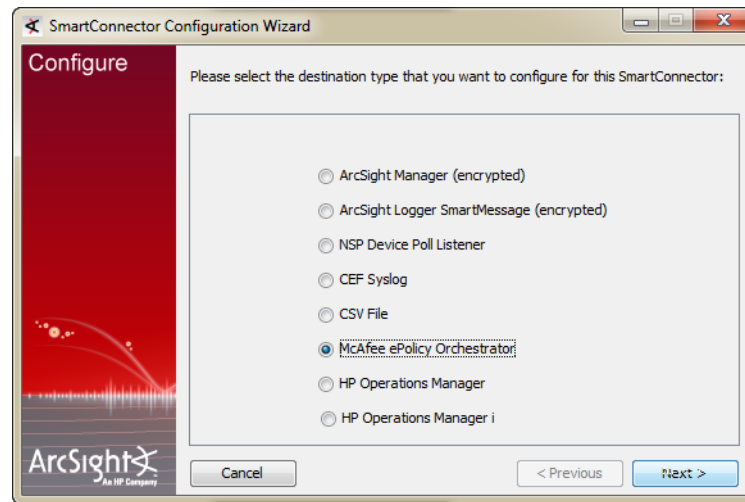 SmartConnector Configuration Wizard
Configure
Please select the destination type that you want to configure for this SmartConnector:
ArcSight Manager (encrypted)
ArcSight Logger SmartMessage (encrypted)
NSP Device Poll Listener
CEF Syslog
CSV File
McAfee ePolicy Orchestrator
HP Operations Manager
HP Operations Manager i
ArcSight
An HP Company
Cancel
< Previous
Next >